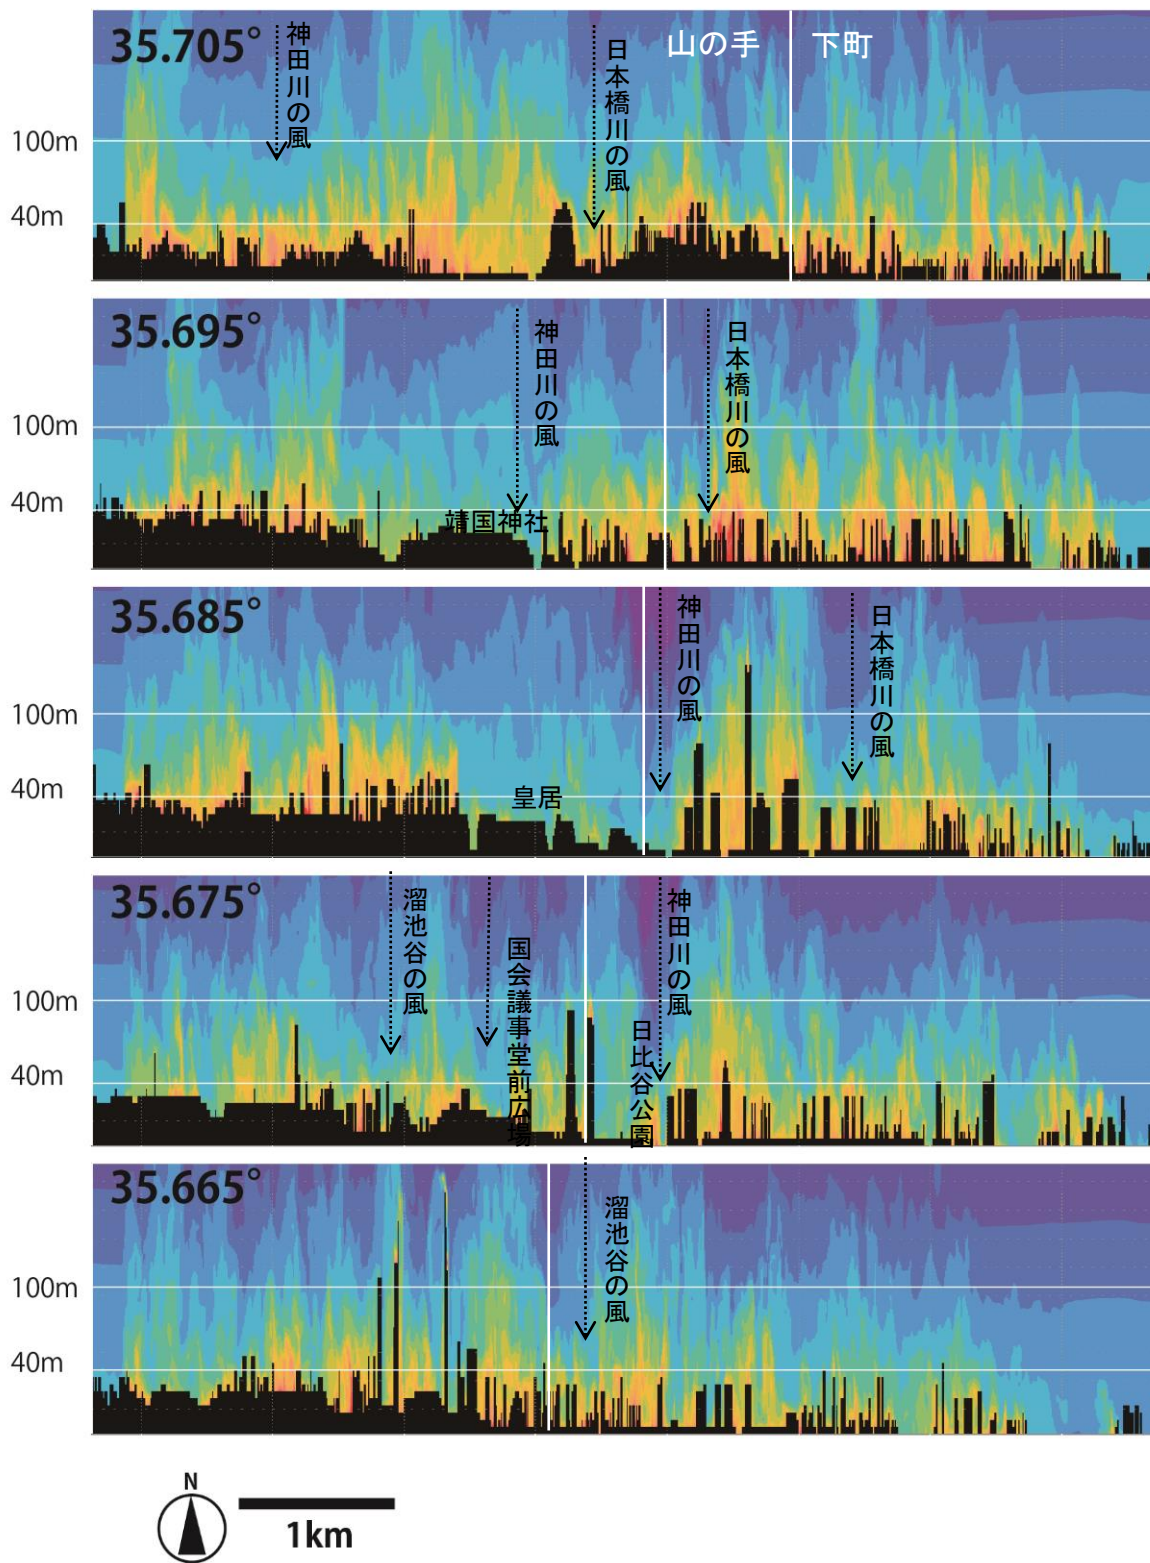 35.705°
神田川の風
日本橋川の風
山の手
下町
100m
40m
35.695°
神田川の風
日本橋川の風
100m
40m
靖国神社
35.685°
神田川の風
日本橋川の風
100m
40m
皇居
35.675°
溜池谷の風
国会議事堂前広場
神田川の風
日比谷公園
100m
40m
35.665°
溜池谷の風
100m
40m
N
1km